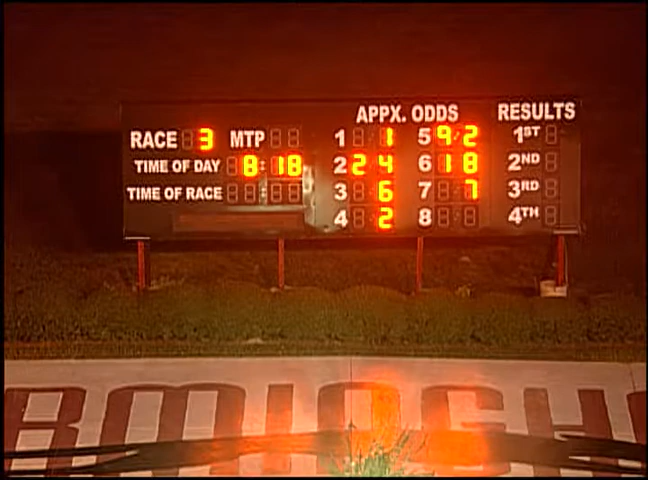 APPX. ODDS RESULTS
RACE 3 MTP 1 1 5 9-2 1ST
TIME OF DAY 8:18 2 24 6 18 2ND
TIME OF RACE 3 6 7 7 3RD
4 2 8 4TH
RMINGH